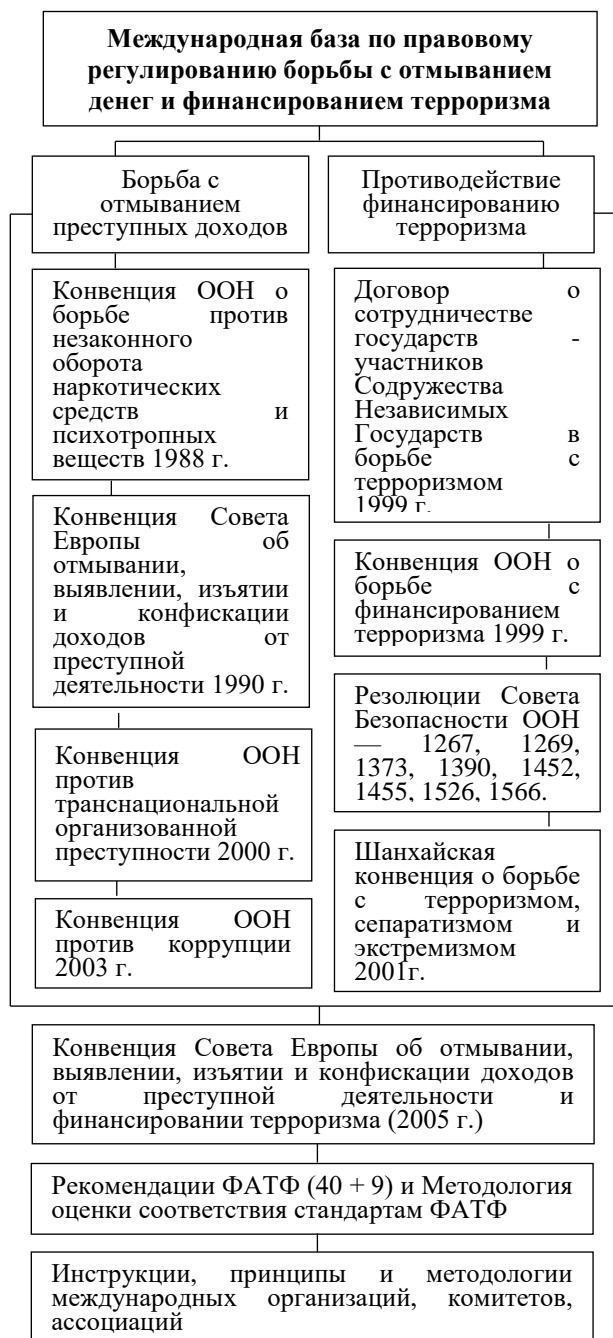 Международная база по правовому
регулированию борьбы с отмыванием
денег и финансированием терроризма
Борьба с
отмыванием
преступных доходов
Конвенция ООН о
борьбе против
незаконного
оборота
наркотических
средств и
психотропных
веществ 1988 г.
Конвенция Совета
Европы об
отмывании,
выявлении, изъятии
и конфискации
доходов от
преступной
деятельности 1990 г.
Конвенция ООН
против
транснациональной
организованной
преступности 2000 г.
Конвенция ООН
против коррупции
2003 г.
Противодействие
финансированию
терроризма
Договор о
сотрудничестве
государств -
участников
Содружества
Независимых
Государств в
борьбе с
терроризмом
1999 г.
Конвенция ООН о
борьбе с
финансированием
терроризма 1999 г.
Резолюции Совета
Безопасности ООН
— 1267, 1269,
1373, 1390, 1452,
1455, 1526, 1566.
Шанхайская
конвенция о борьбе
с терроризмом,
сепаратизмом и
экстремизмом
2001г.
Конвенция Совета Европы об отмывании,
выявлении, изъятии и конфискации доходов
от преступной деятельности и
финансировании терроризма (2005 г.)
Рекомендации ФАТФ (40 + 9) и Методология
оценки соответствия стандартам ФАТФ
Инструкции, принципы и методологии
международных организаций, комитетов,
ассоциаций